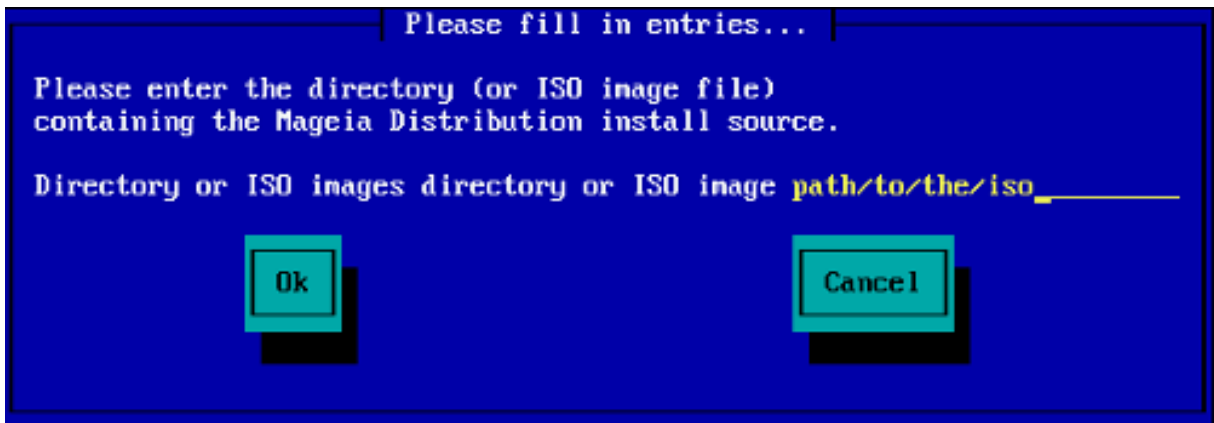 Please fill in entries...
Please enter the directory (or ISO image file)
containing the Mageia Distribution install source.
Directory or ISO images directory or ISO image path/to/the/iso_
Ok Cancel